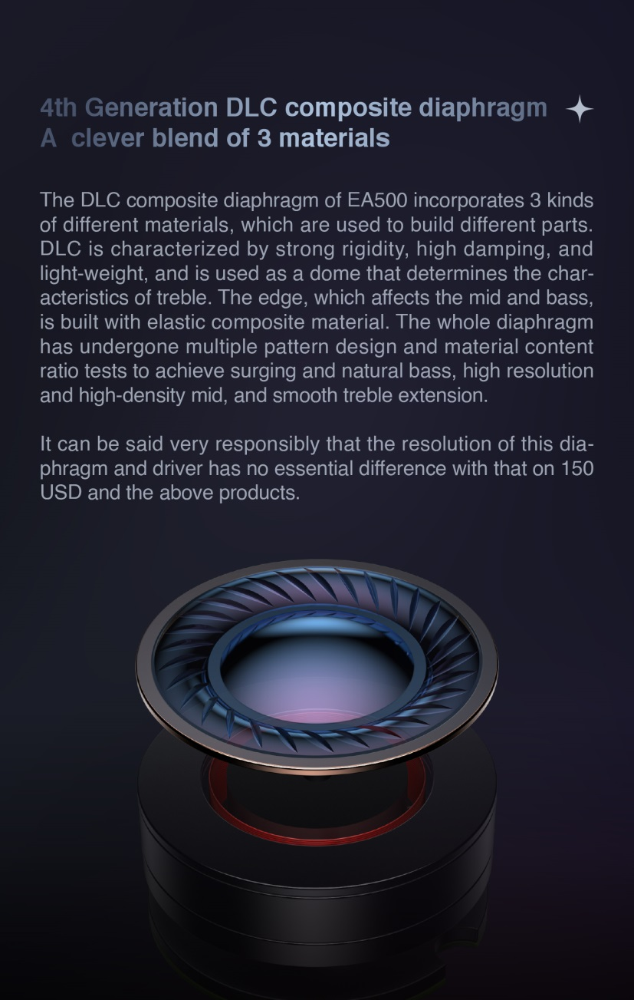 4th Generation DLC composite diaphragm
A clever blend of 3 materials
The DLC composite diaphragm of EA500 incorporates 3 kinds
of different materials, which are used to build different parts.
DLC is characterized by strong rigidity, high damping, and
light-weight, and is used as a dome that determines the char-
acteristics of treble. The edge, which affects the mid and bass,
is built with elastic composite material. The whole diaphragm
has undergone multiple pattern design and material content
ratio tests to achieve surging and natural bass, high resolution
and high-density mid, and smooth treble extension.
It can be said very responsibly that the resolution of this dia-
phragm and driver has no essential difference with that on 150
USD and the above products.